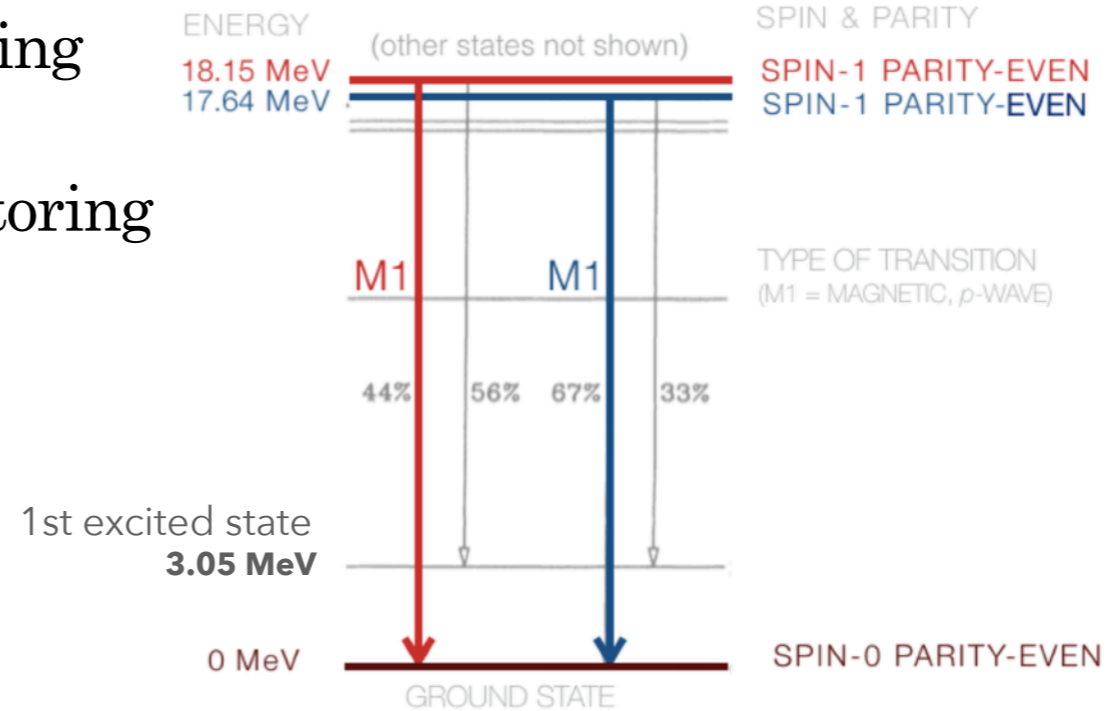 ing
toring
ENERGY
(other states not shown)
SPIN & PARITY
18.15 MeV
SPIN-1 PARITY-EVEN
17.64 MeV
SPIN-1 PARITY-EVEN
M1
M1
TYPE OF TRANSITION
(M1 = MAGNETIC, p-WAVE)
44%
56%
67%
33%
1st excited state
3.05 MeV
0 MeV
SPIN-0 PARITY-EVEN
GROUND STATE